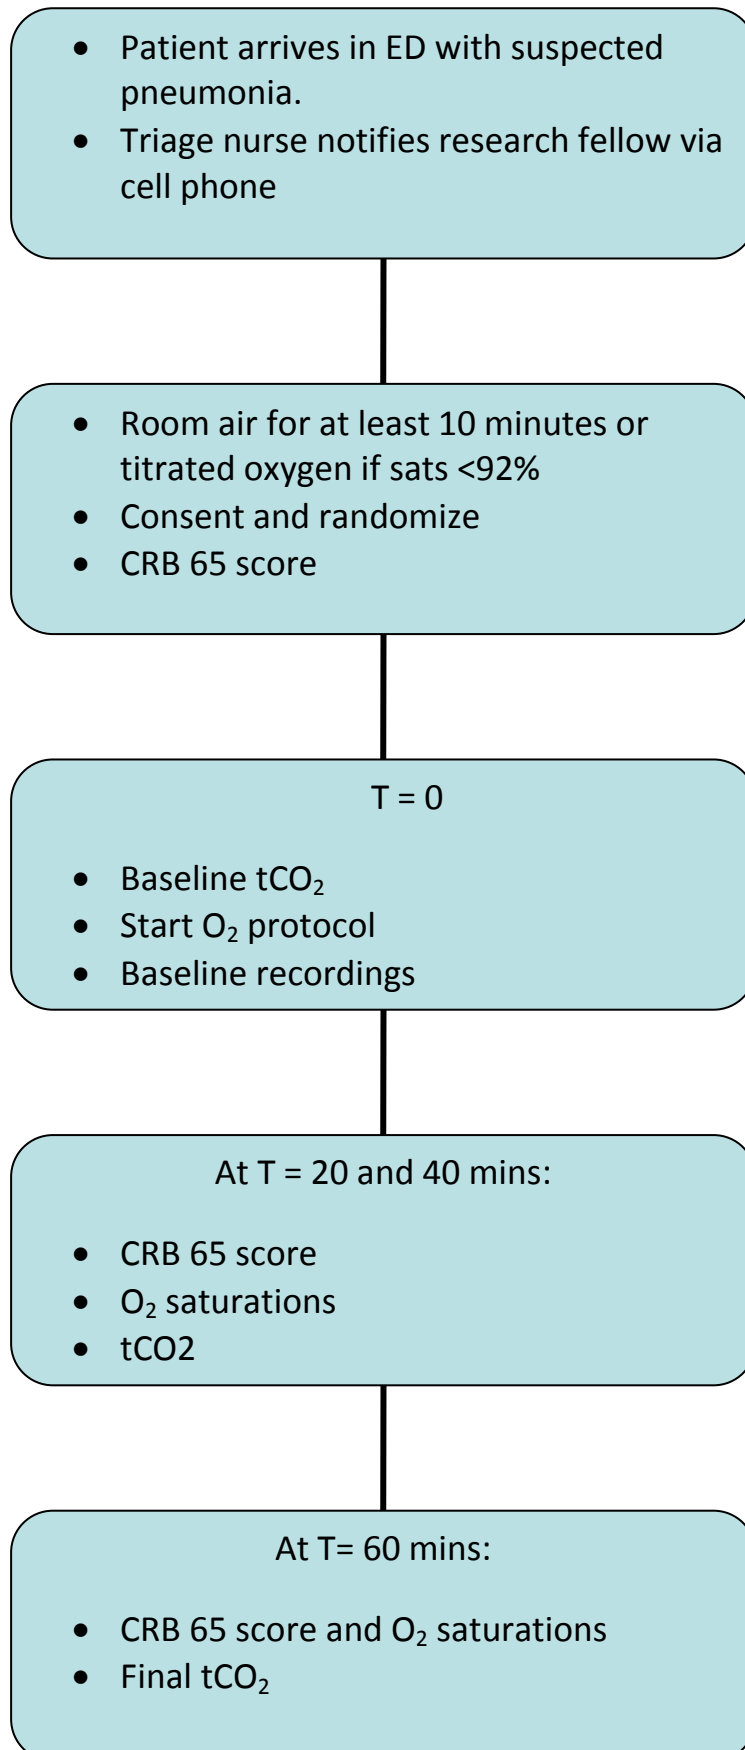 • Patient arrives in ED with suspected
pneumonia.
• Triage nurse notifies research fellow via
cell phone
• Room air for at least 10 minutes or
titrated oxygen if sats <92%
• Consent and randomize
• CRB 65 score
T = 0
• Baseline tCO₂
• Start O₂ protocol
• Baseline recordings
At T = 20 and 40 mins:
• CRB 65 score
• O₂ saturations
• tCO2
At T= 60 mins:
• CRB 65 score and O₂ saturations
• Final tCO₂